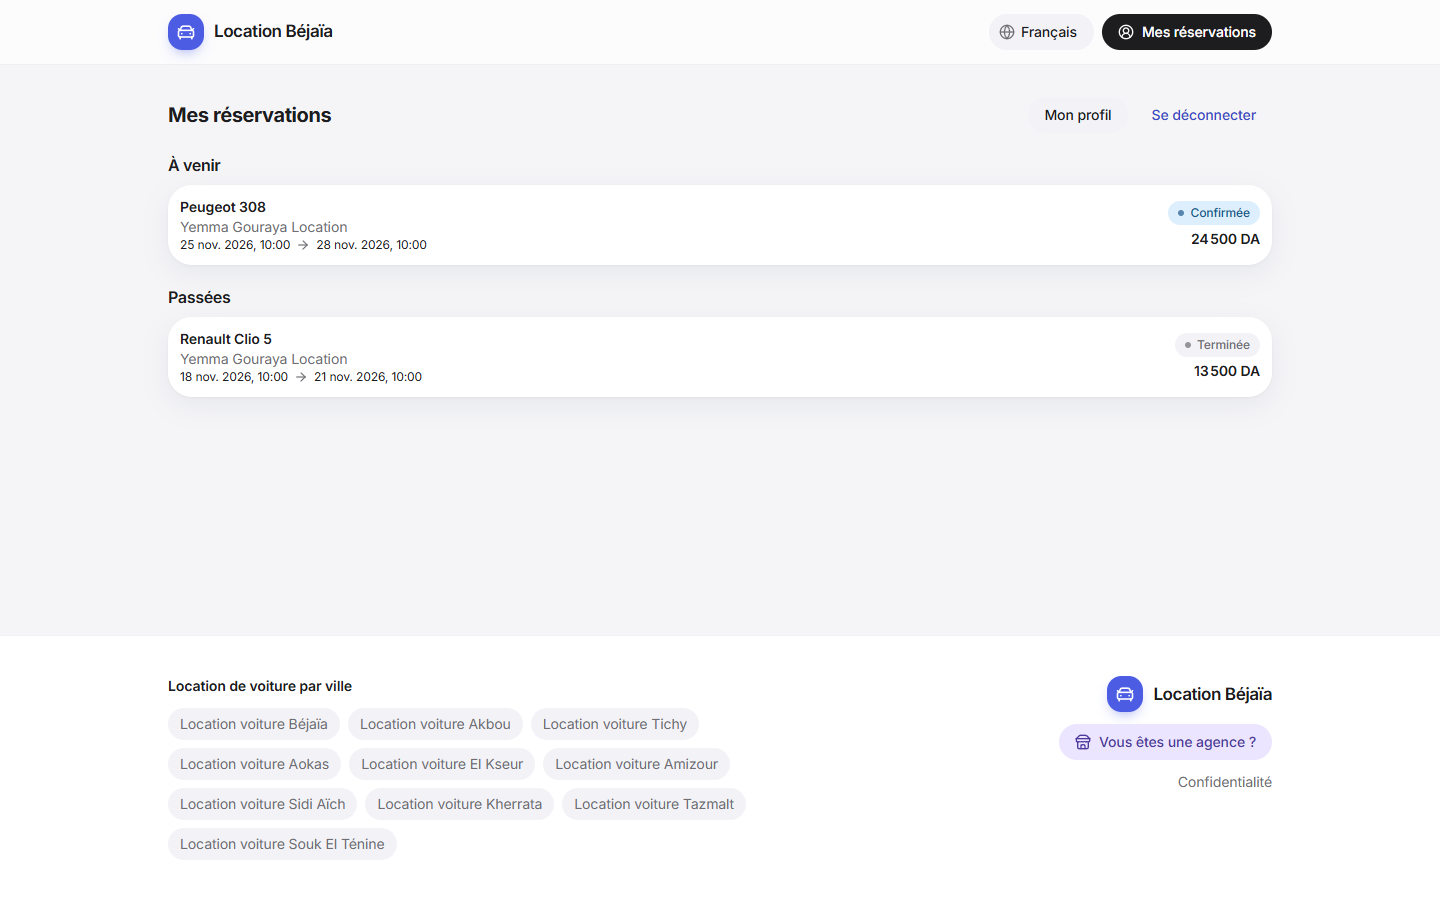 Location Béjaïa
Français
Mes réservations
Mes réservations
Mon profil
Se déconnecter
À venir
Peugeot 308
Yemma Gouraya Location
25 nov. 2026, 10:00 → 28 nov. 2026, 10:00
Confirmée
24 500 DA
Passées
Renault Clio 5
Yemma Gouraya Location
18 nov. 2026, 10:00 → 21 nov. 2026, 10:00
Terminée
13 500 DA
Location de voiture par ville
Location voiture Béjaïa
Location voiture Akbou
Location voiture Tichy
Location voiture Aokas
Location voiture El Kseur
Location voiture Amizour
Location voiture Sidi Aïch
Location voiture Kherrata
Location voiture Tazmalt
Location voiture Souk El Ténine
Location Béjaïa
Vous êtes une agence ?
Confidentialité